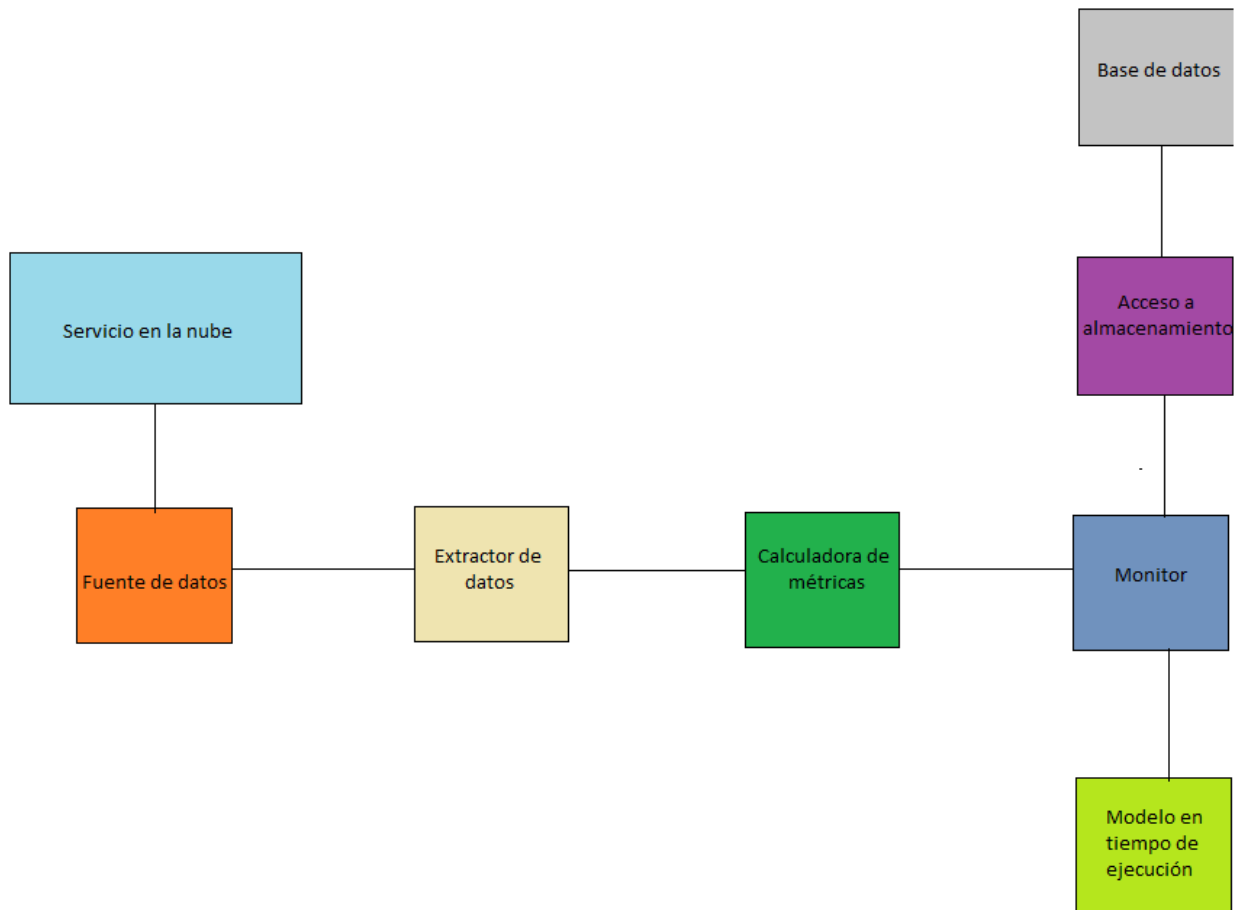 Base de datos
Servicio en la nube
Acceso a
almacenamiento
Fuente de datos
Extractor de
datos
Calculadora de
métricas
Monitor
Modelo en
tiempo de
ejecución